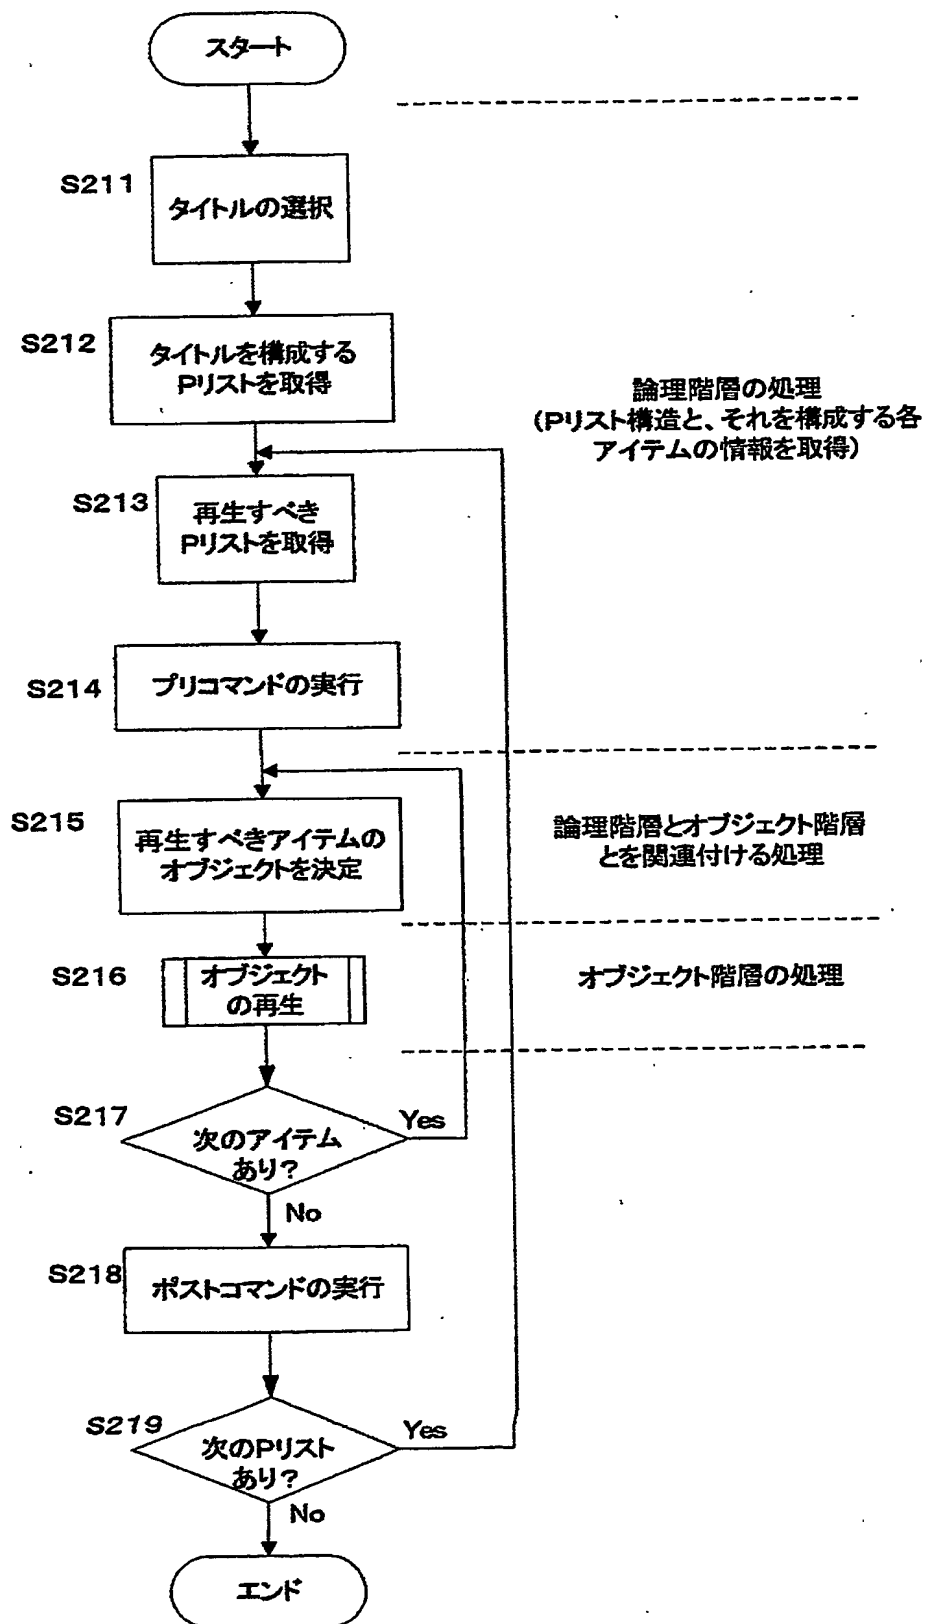 スタート
S211
タイトルの選択
S212
タイトルを構成する
Pリストを取得
論理階層の処理
(Pリスト構造と、それを構成する各
アイテムの情報を取得)
S213
再生すべき
Pリストを取得
S214
プリコマンドの実行
S215
再生すべきアイテムの
オブジェクトを決定
論理階層とオブジェクト階層
とを関連付ける処理
S216
オブジェクト
の再生
オブジェクト階層の処理
S217
次のアイテム
あり?
Yes
No
S218
ポストコマンドの実行
S219
次のPリスト
あり?
Yes
No
エンド